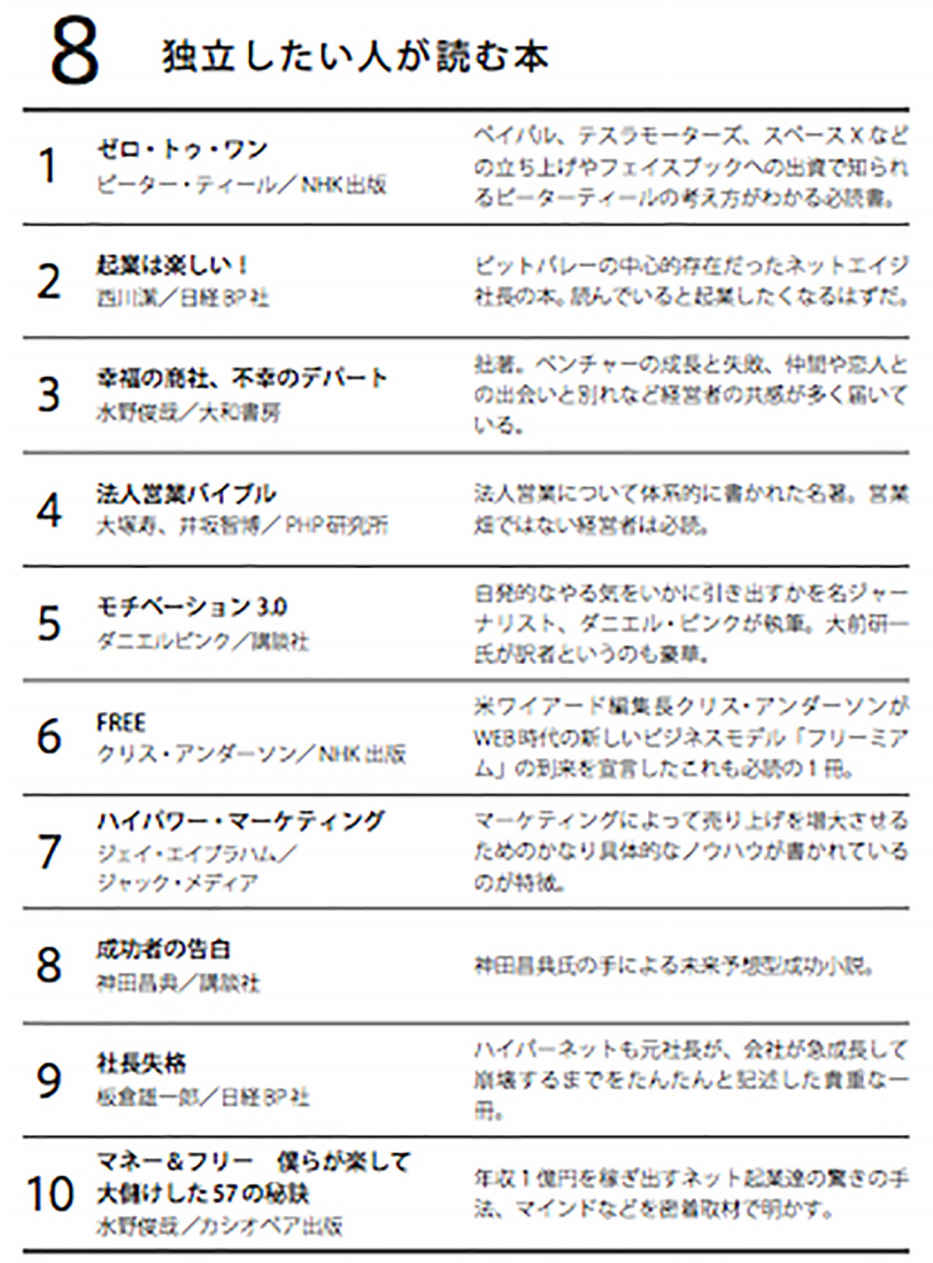 8 独立したい人が読む本
1
ゼロ・トゥ・ワン
ピーター・ティール／NHK出版
ペイパル、テスラモーターズ、スペースXなど
の立ち上げやフェイスブックへの出資で知られ
るピーターティールの考え方がわかる必読書。
2
起業は楽しい！
西川潔／日経BP社
ビットバレーの中心的存在だったネットエイジ
社長の本。読んでいると起業したくなるはずだ。
3
幸福の商社、不幸のデパート
水野俊哉／大和書房
拙著。ベンチャーの成長と失敗、仲間や恋人と
の出会いと別れなど経営者の共感が多く届いて
いる。
4
法人営業バイブル
大塚寿、井坂智博／PHP研究所
法人営業について体系的に書かれた名著。営業
畑ではない経営者は必読。
5
モチベーション3.0
ダニエルピンク／講談社
自発的なやる気をいかに引き出すかを名ジャー
ナリスト、ダニエル・ピンクが執筆。大前研一
氏が訳者というのも豪華。
6
FREE
クリス・アンダーソン／NHK出版
米ワイアード編集長クリス・アンダーソンが
WEB時代の新しいビジネスモデル「フリーミア
ム」の到来を宣言したこれも必読の1冊。
7
ハイパワー・マーケティング
ジェイ・エイブラハム／
ジャック・メディア
マーケティングによって売り上げを増大させる
ためのかなり具体的なノウハウが書かれている
のが特徴。
8
成功者の告白
神田昌典／講談社
神田昌典氏の手による未来予想型成功小説。
9
社長失格
板倉雄一郎／日経BP社
ハイパーネットも元社長が、会社が急成長して
崩壊するまでをたんたんと記述した貴重な一
冊。
10
マネー＆フリー　僕らが楽して
大儲けした57の秘訣
水野俊哉／カシオペア出版
年収1億円を稼ぎ出すネット起業達の驚きの手
法、マインドなどを密着取材で明かす。